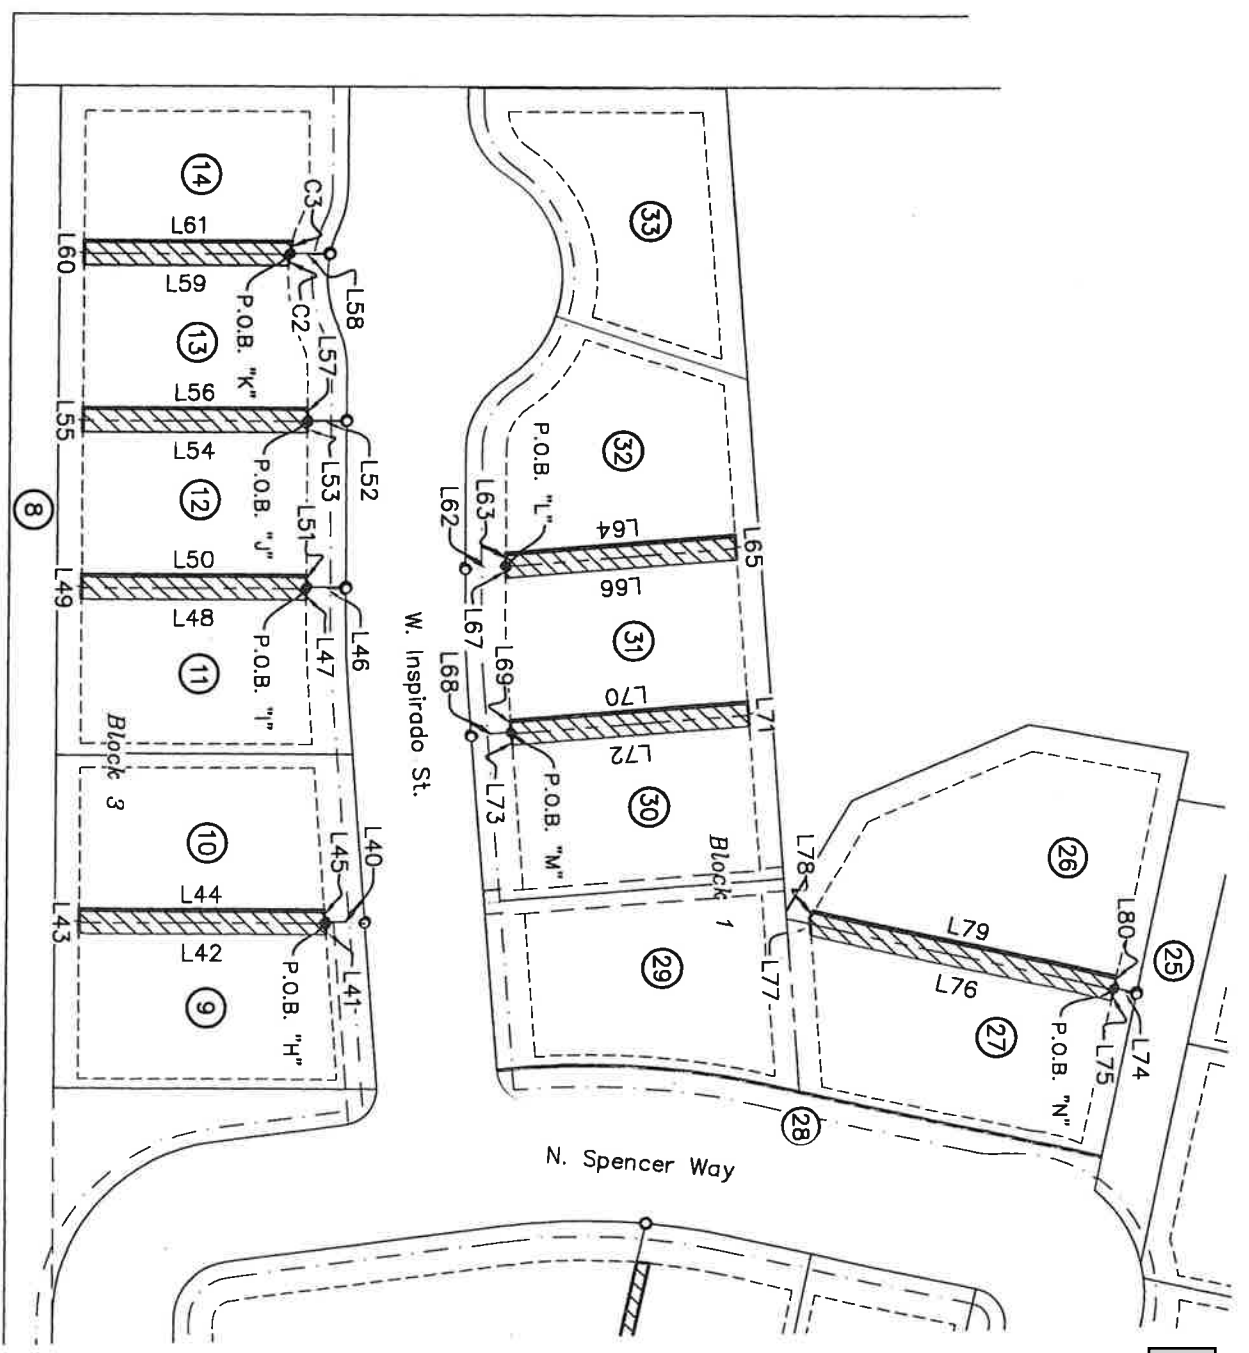 33
14
C3
L61
L60
L59
L58
C2
P.O.B. "K"
13
L57
L56
L55
L54
L53
L52
P.O.B. "J"
12
8
L51
L50
L49
L48
L47
L46
P.O.B. "I"
11
Block 3
10
L45
L40
L44
L43
L42
L41
P.O.B. "H"
9
W. Inspirado St.
32
P.O.B. "L"
L63
L62
L64
L65
L66
L67
31
L69
L68
L70
L71
L72
L73
P.O.B. "M"
30
Block 1
29
L78
L77
26
L79
L80
25
L76
27
L74
L75
P.O.B. "N"
28
N. Spencer Way